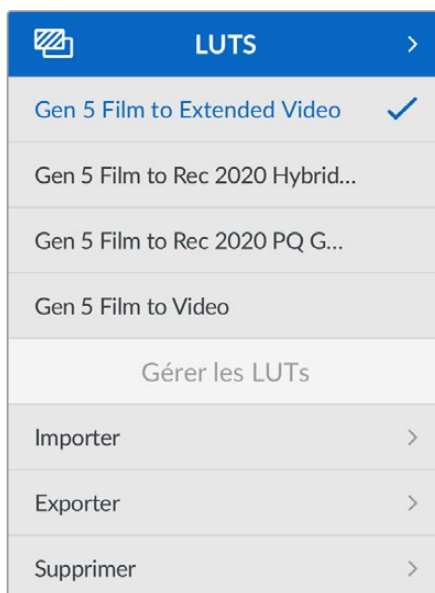 LUTS
Gen 5 Film to Extended Video
Gen 5 Film to Rec 2020 Hybrid...
Gen 5 Film to Rec 2020 PQ G...
Gen 5 Film to Video
Gérer les LUTs
Importer
Exporter
Supprimer